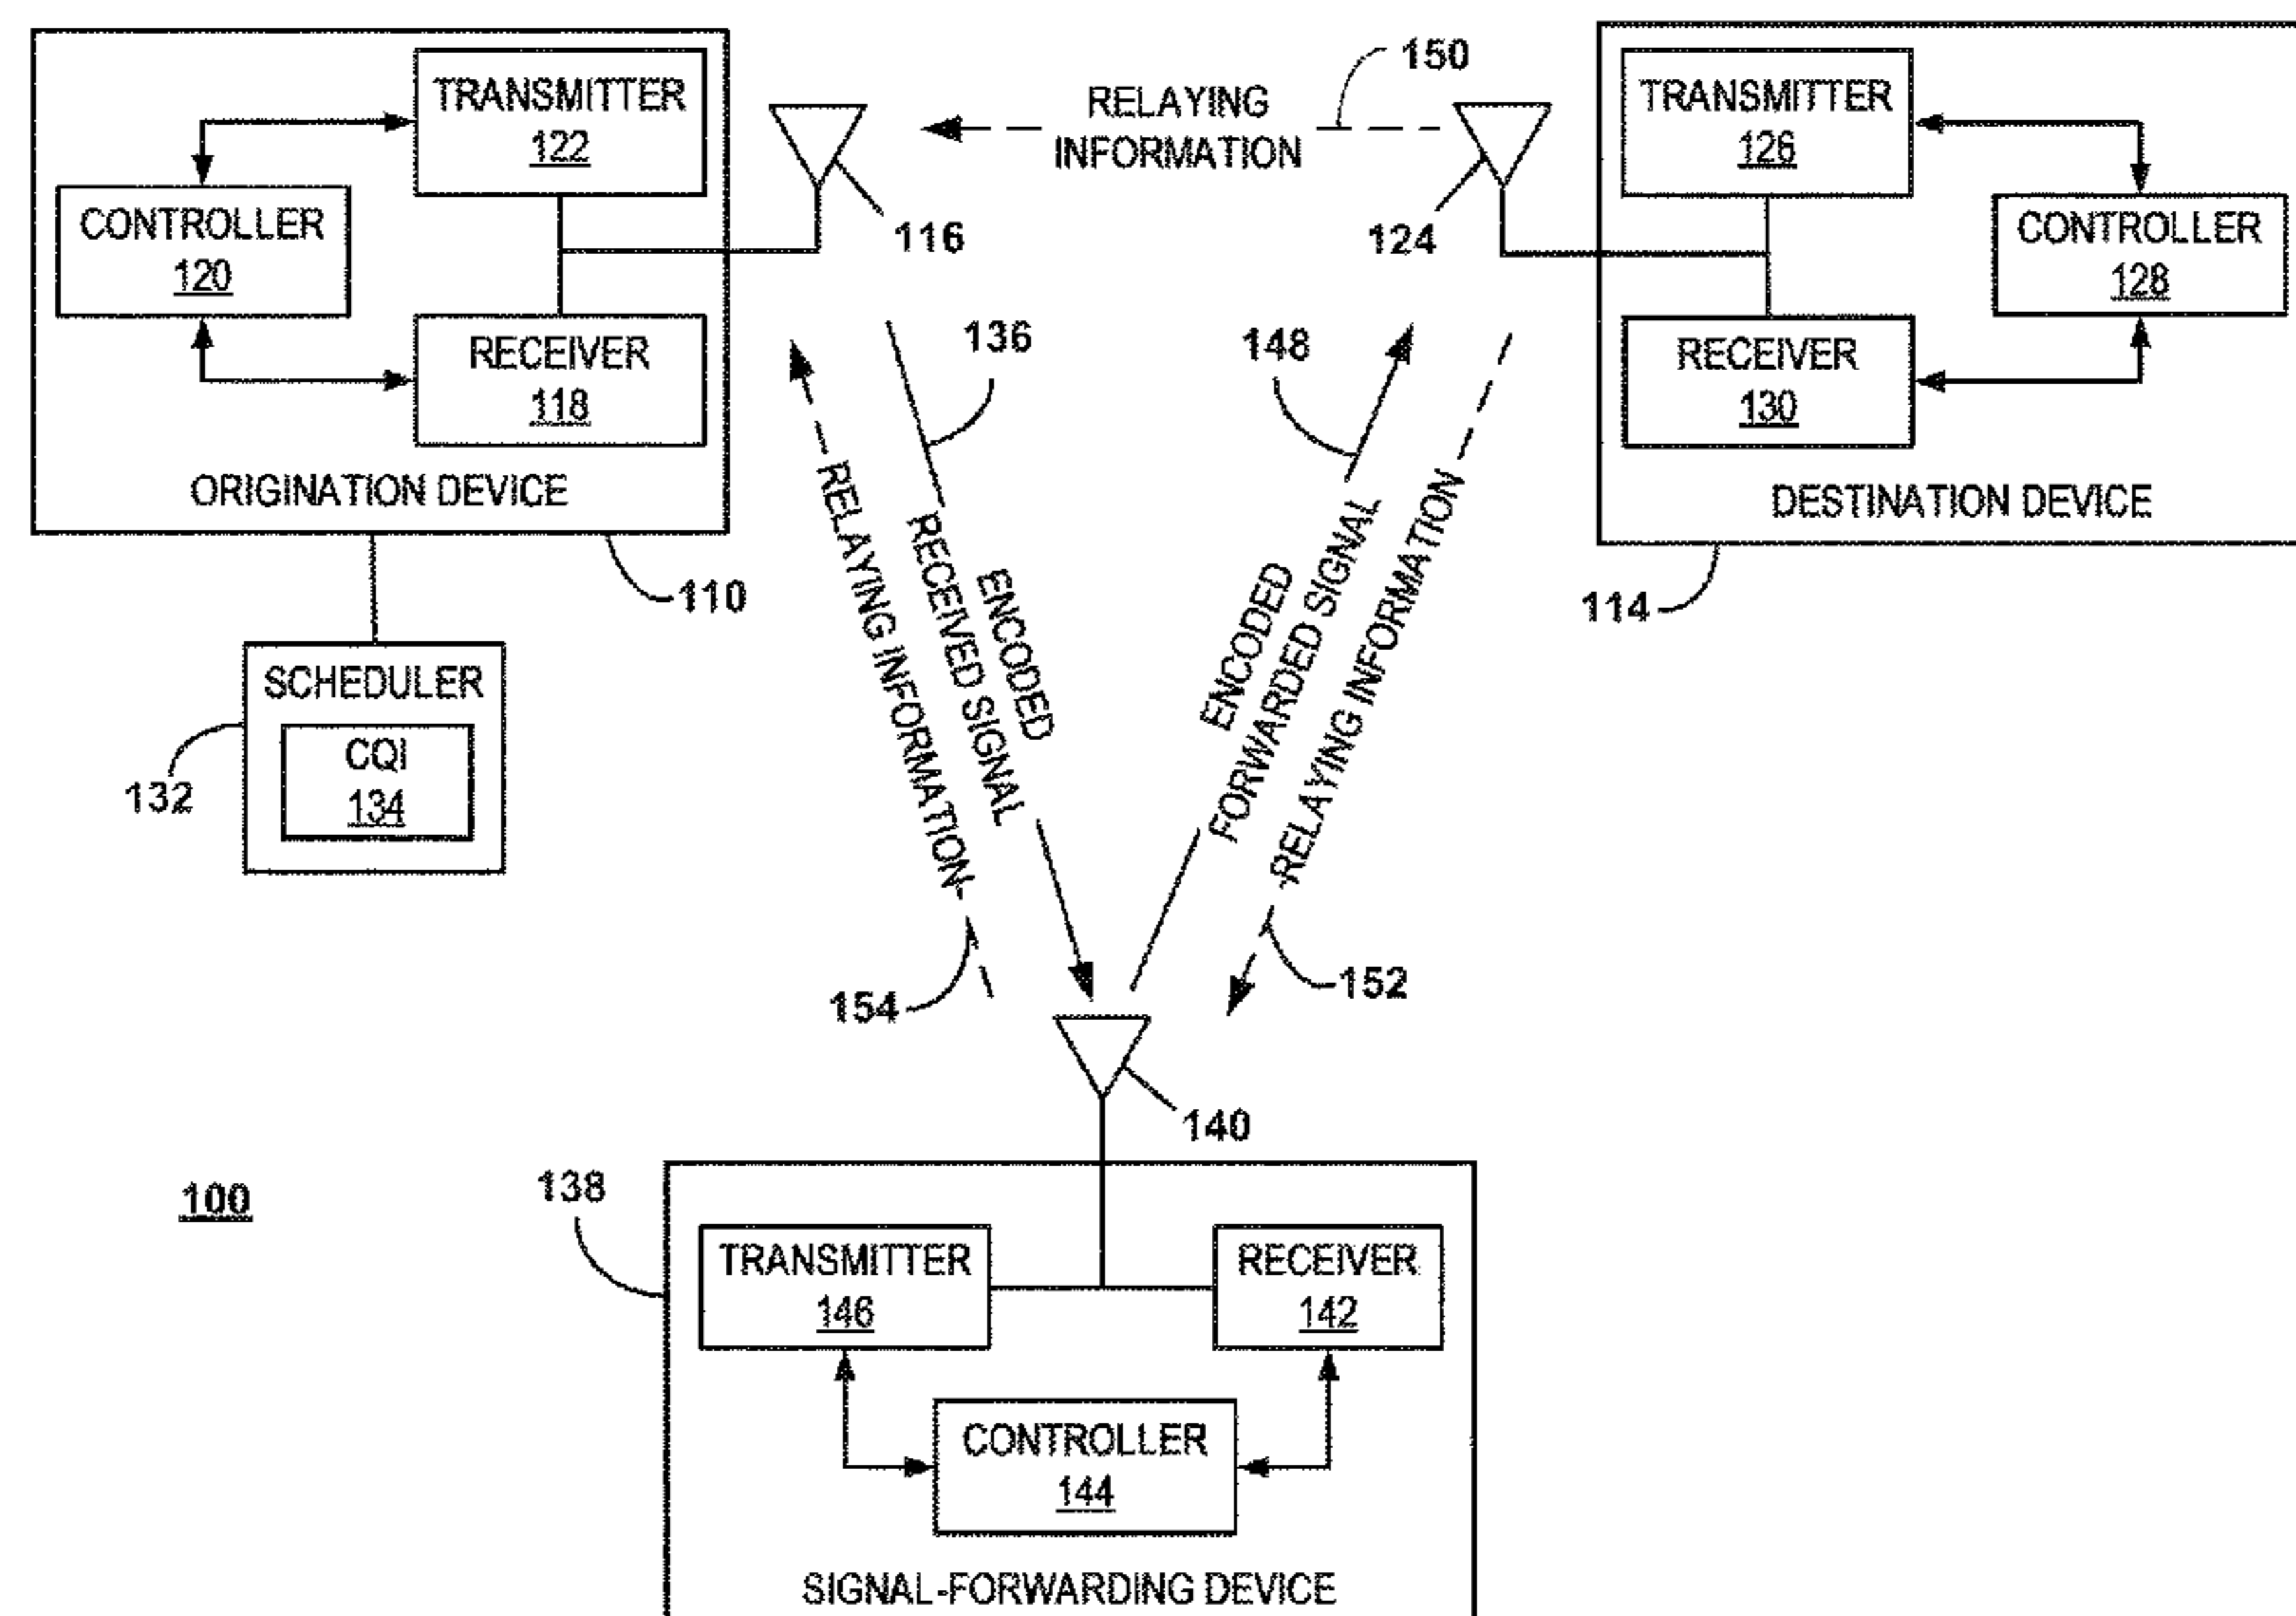 TRANSMITTER
122
CONTROLLER
120
RECEIVER
118
ORIGINATION DEVICE
110
116
RELAYING
INFORMATION
150
124
TRANSMITTER
126
CONTROLLER
128
RECEIVER
130
DESTINATION DEVICE
114
SCHEDULER
CQI
134
132
136
148
RELAYING INFORMATION
ENCODED
RECEIVED SIGNAL
ENCODED
FORWARDED SIGNAL
RELAYING INFORMATION
154
152
140
100
138
TRANSMITTER
146
RECEIVER
142
CONTROLLER
144
SIGNAL-FORWARDING DEVICE